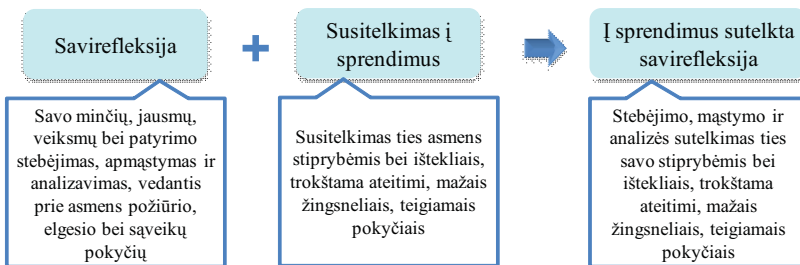 Savirefleksija
+
Susitelkimas į
sprendimus
Į sprendimus sutelkta
savirefleksija
Savo minčių, jausmų,
veiksmų bei patyrimo
stebėjimas, apmąstymas ir
analizavimas, vedantis
prie asmens požiūrio,
elgesio bei sąveikų
pokyčių
Susitelkimas ties asmens
stiprybėmis bei ištekliais,
trokštama ateitimi, mažais
žingsneliais, teigiamais
pokyčiais
Stebėjimo, mąstymo ir
analizės sutelkimas ties
savo stiprybėmis bei
ištekliais, trokštama
ateitimi, mažais
žingsneliais, teigiamais
pokyčiais